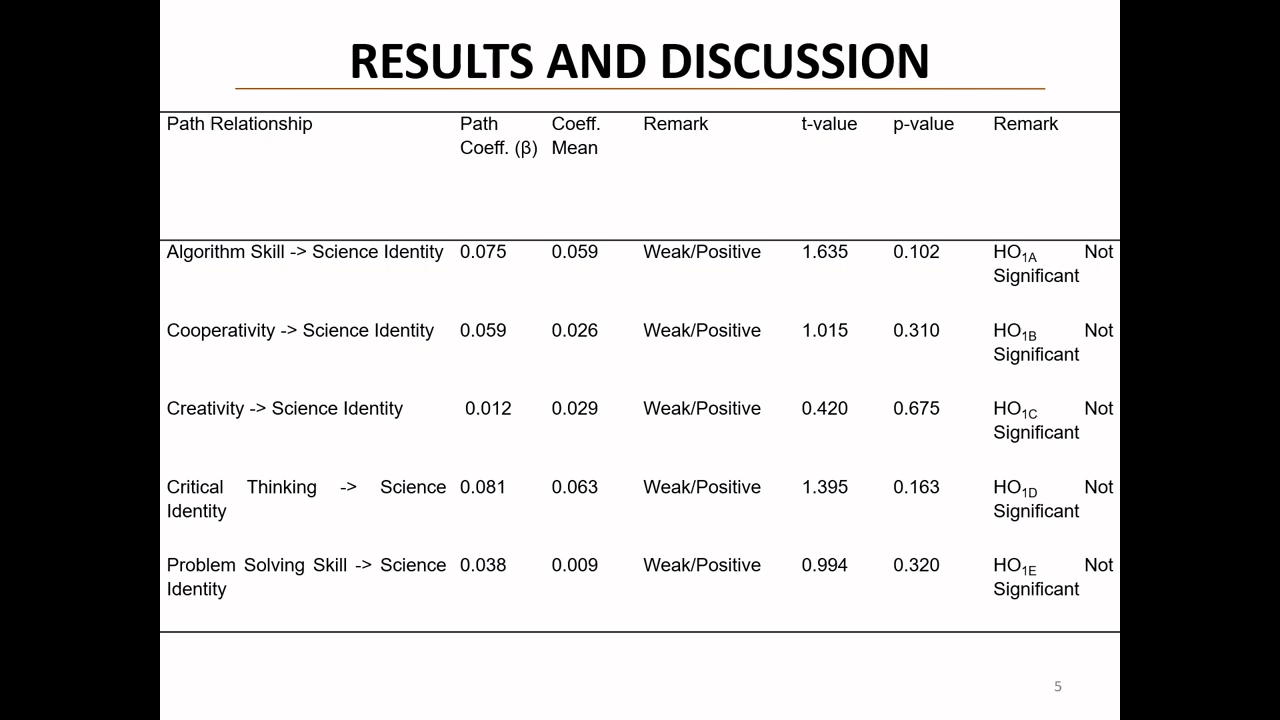 RESULTS AND DISCUSSION
Path Relationship Path Coeff. Remark t-value p-value Remark
Coeff. (β) Mean
Algorithm Skill -> Science Identity 0.075 0.059 Weak/Positive 1.635 0.102 HO1A Not
Significant
Cooperativity -> Science Identity 0.059 0.026 Weak/Positive 1.015 0.310 HO1B Not
Significant
Creativity -> Science Identity 0.012 0.029 Weak/Positive 0.420 0.675 HO1C Not
Significant
Critical Thinking -> Science 0.081 0.063 Weak/Positive 1.395 0.163 HO1D Not
Identity Significant
Problem Solving Skill -> Science 0.038 0.009 Weak/Positive 0.994 0.320 HO1E Not
Identity Significant
5